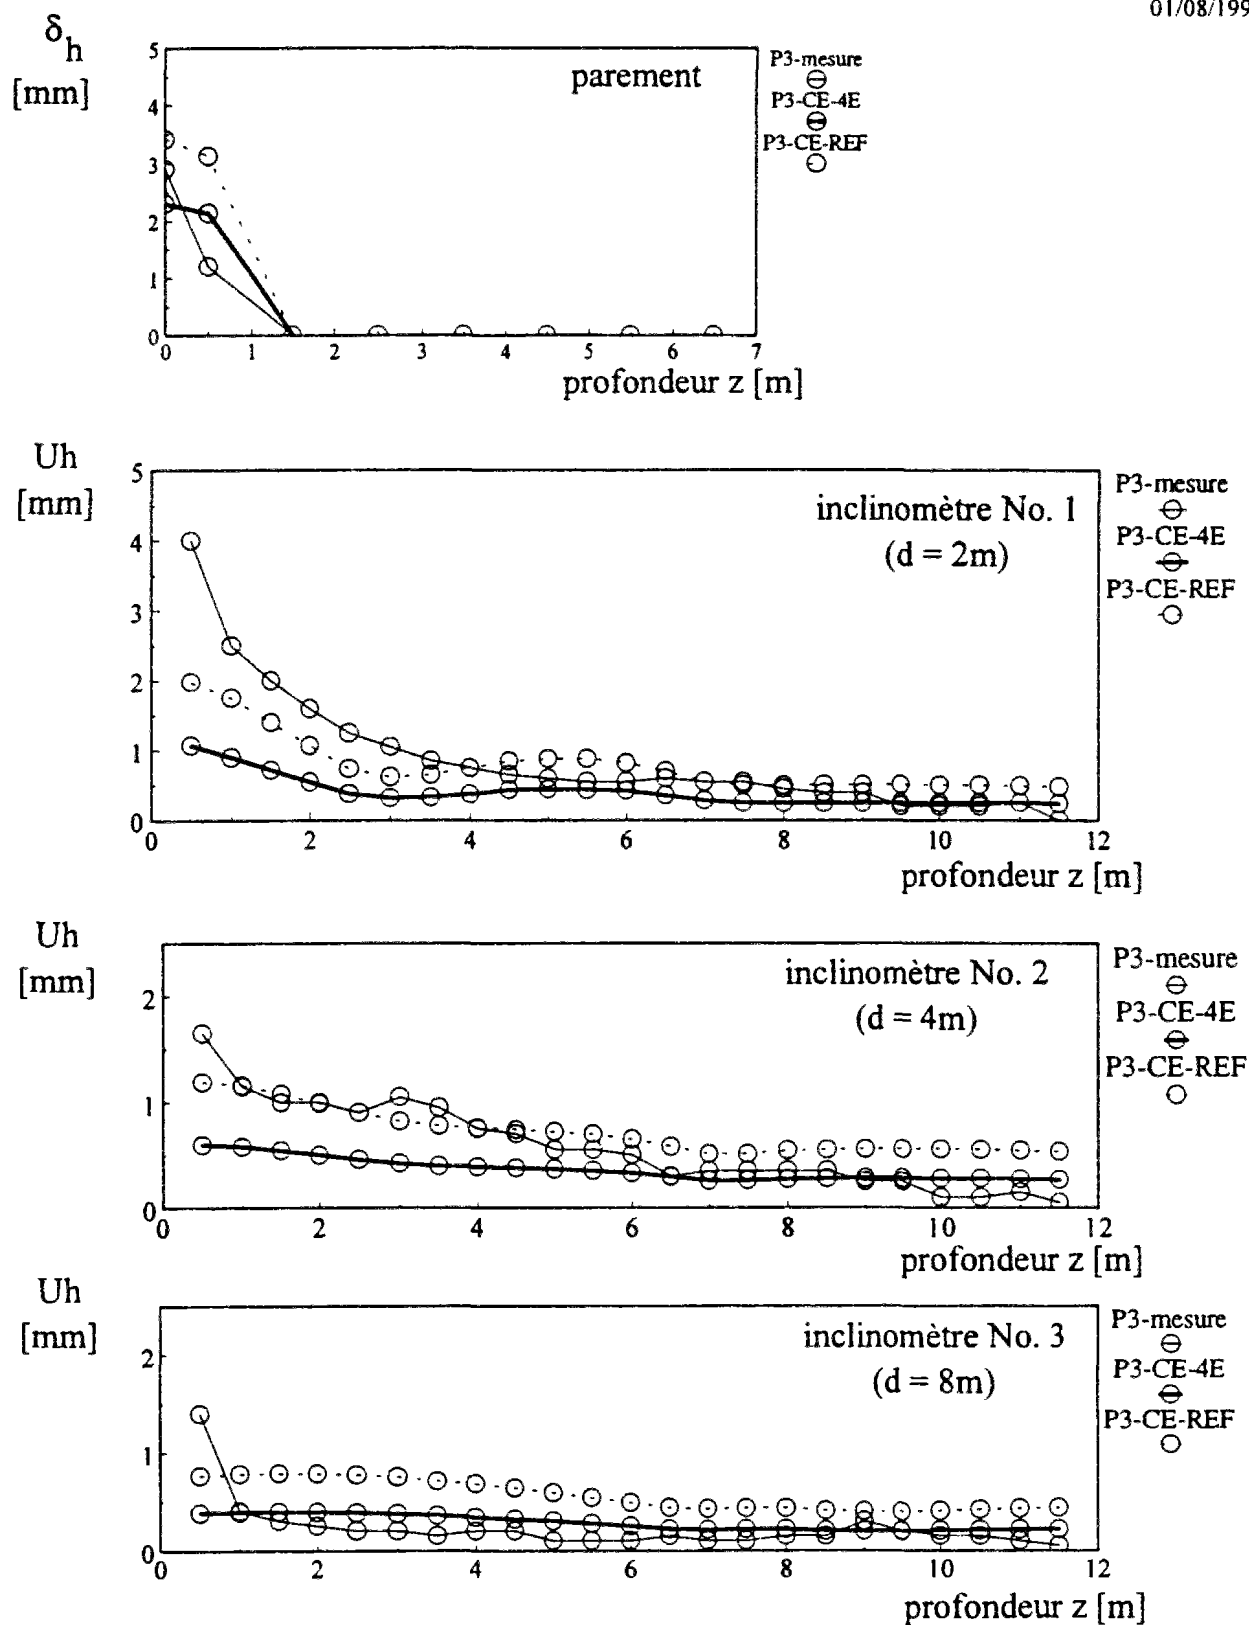 01/08/199
δh
[mm]
5
4
3
2
1
0
parement
P3-mesure
P3-CE-4E
P3-CE-REF
0 1 2 3 4 5 6 7
profondeur z [m]
Uh
[mm]
5
4
3
2
1
0
inclinomètre No. 1
(d = 2m)
P3-mesure
P3-CE-4E
P3-CE-REF
0 2 4 6 8 10 12
profondeur z [m]
Uh
[mm]
2
1
0
inclinomètre No. 2
(d = 4m)
P3-mesure
P3-CE-4E
P3-CE-REF
0 2 4 6 8 10 12
profondeur z [m]
Uh
[mm]
2
1
0
inclinomètre No. 3
(d = 8m)
P3-mesure
P3-CE-4E
P3-CE-REF
0 2 4 6 8 10 12
profondeur z [m]